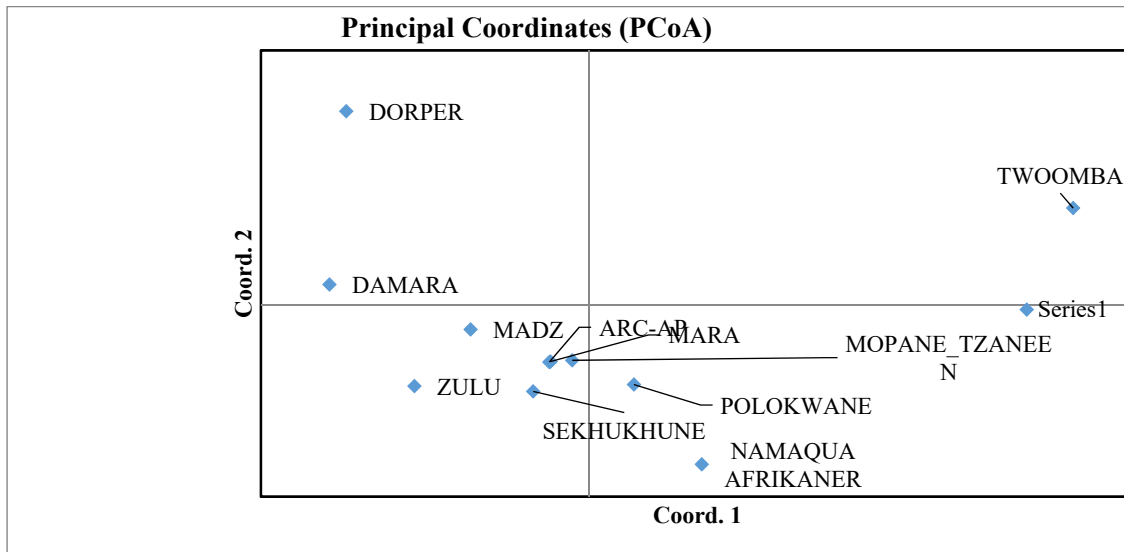 Principal Coordinates (PCoA)
DORPER
TWOOMBA
Coord. 2
DAMARA
Series1
MADZ
ARC-AP
MARA
MOPANE_TZANEE
N
ZULU
POLOKWANE
SEKHUKHUNE
NAMAQUA
AFRIKANER
Coord. 1